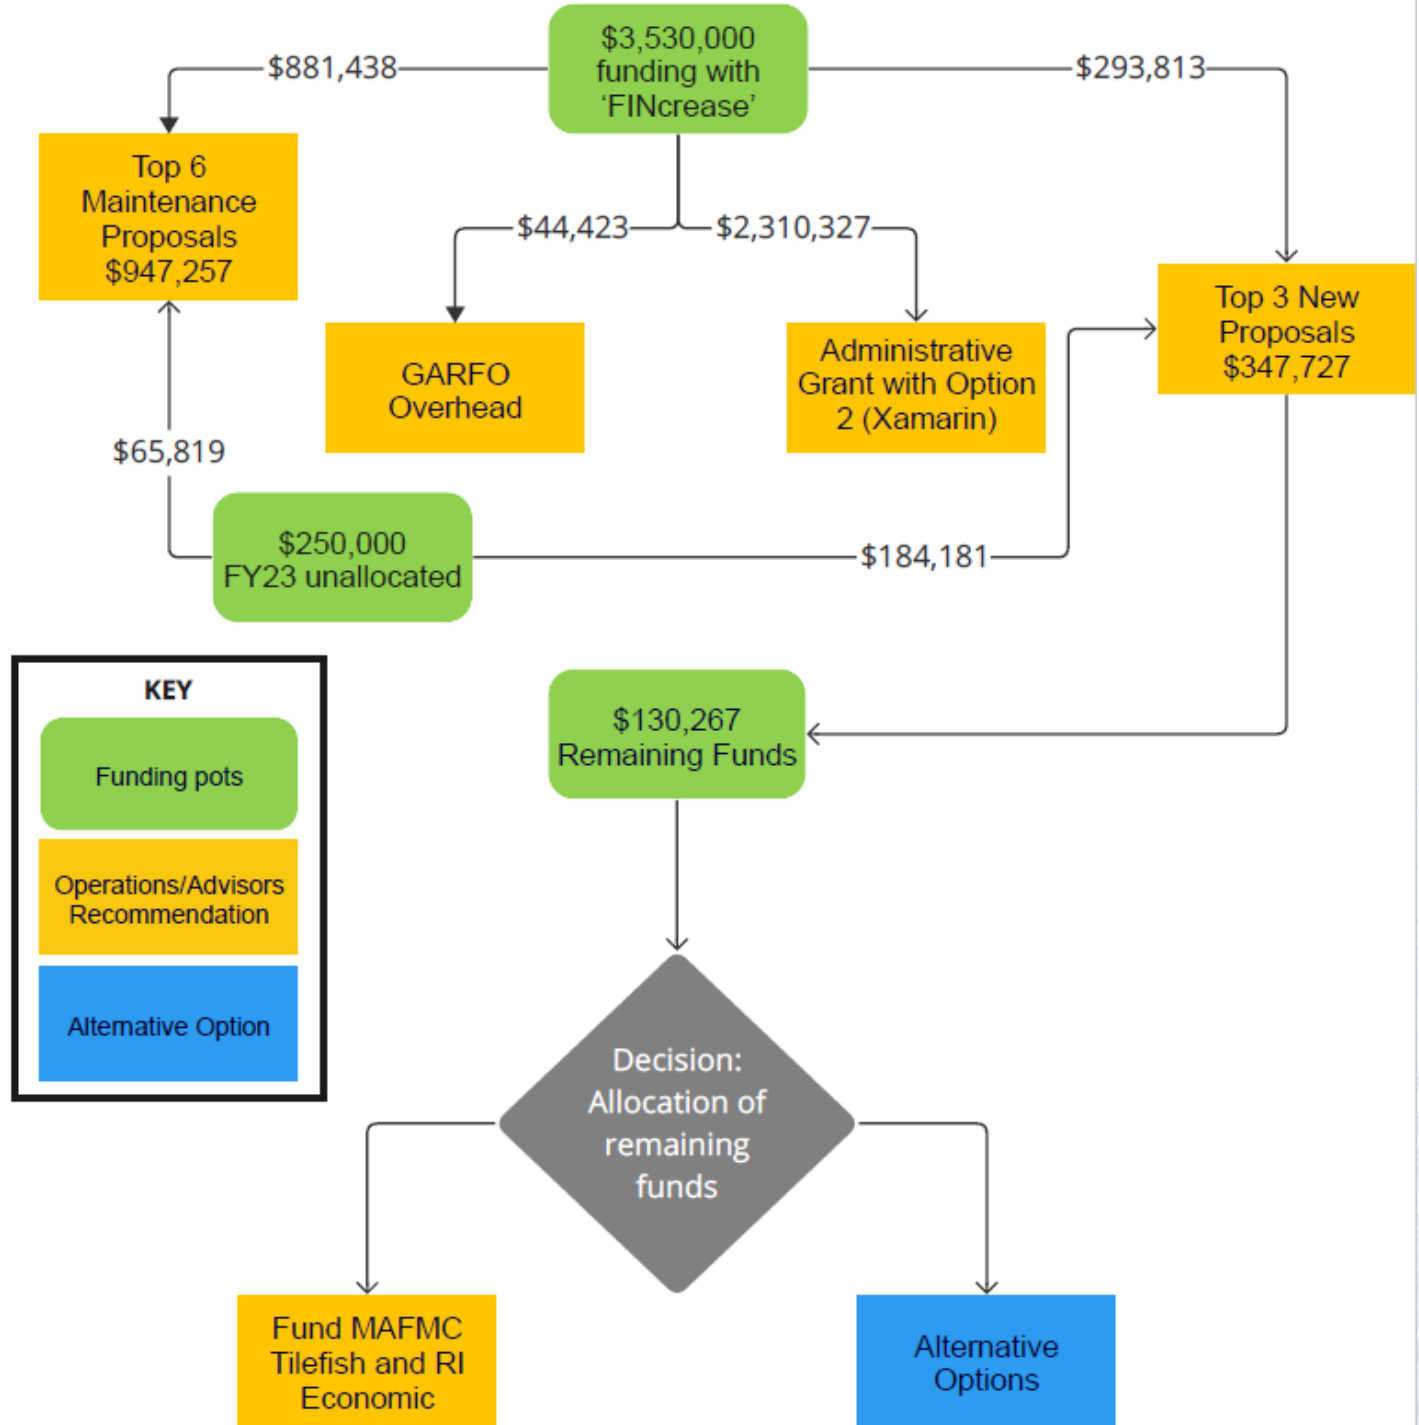 $3,530,000
funding with
‘FINcrease’
$881,438
$293,813
Top 6
Maintenance
Proposals
$947,257
$44,423
$2,310,327
Top 3 New
Proposals
$347,727
GARFO
Overhead
Administrative
Grant with Option
2 (Xamarin)
$65,819
$250,000
FY23 unallocated
$184,181
KEY
Funding pots
Operations/Advisors
Recommendation
Alternative Option
$130,267
Remaining Funds
Decision:
Allocation of
remaining
funds
Fund MAFMC
Tilefish and RI
Economic
Alternative
Options